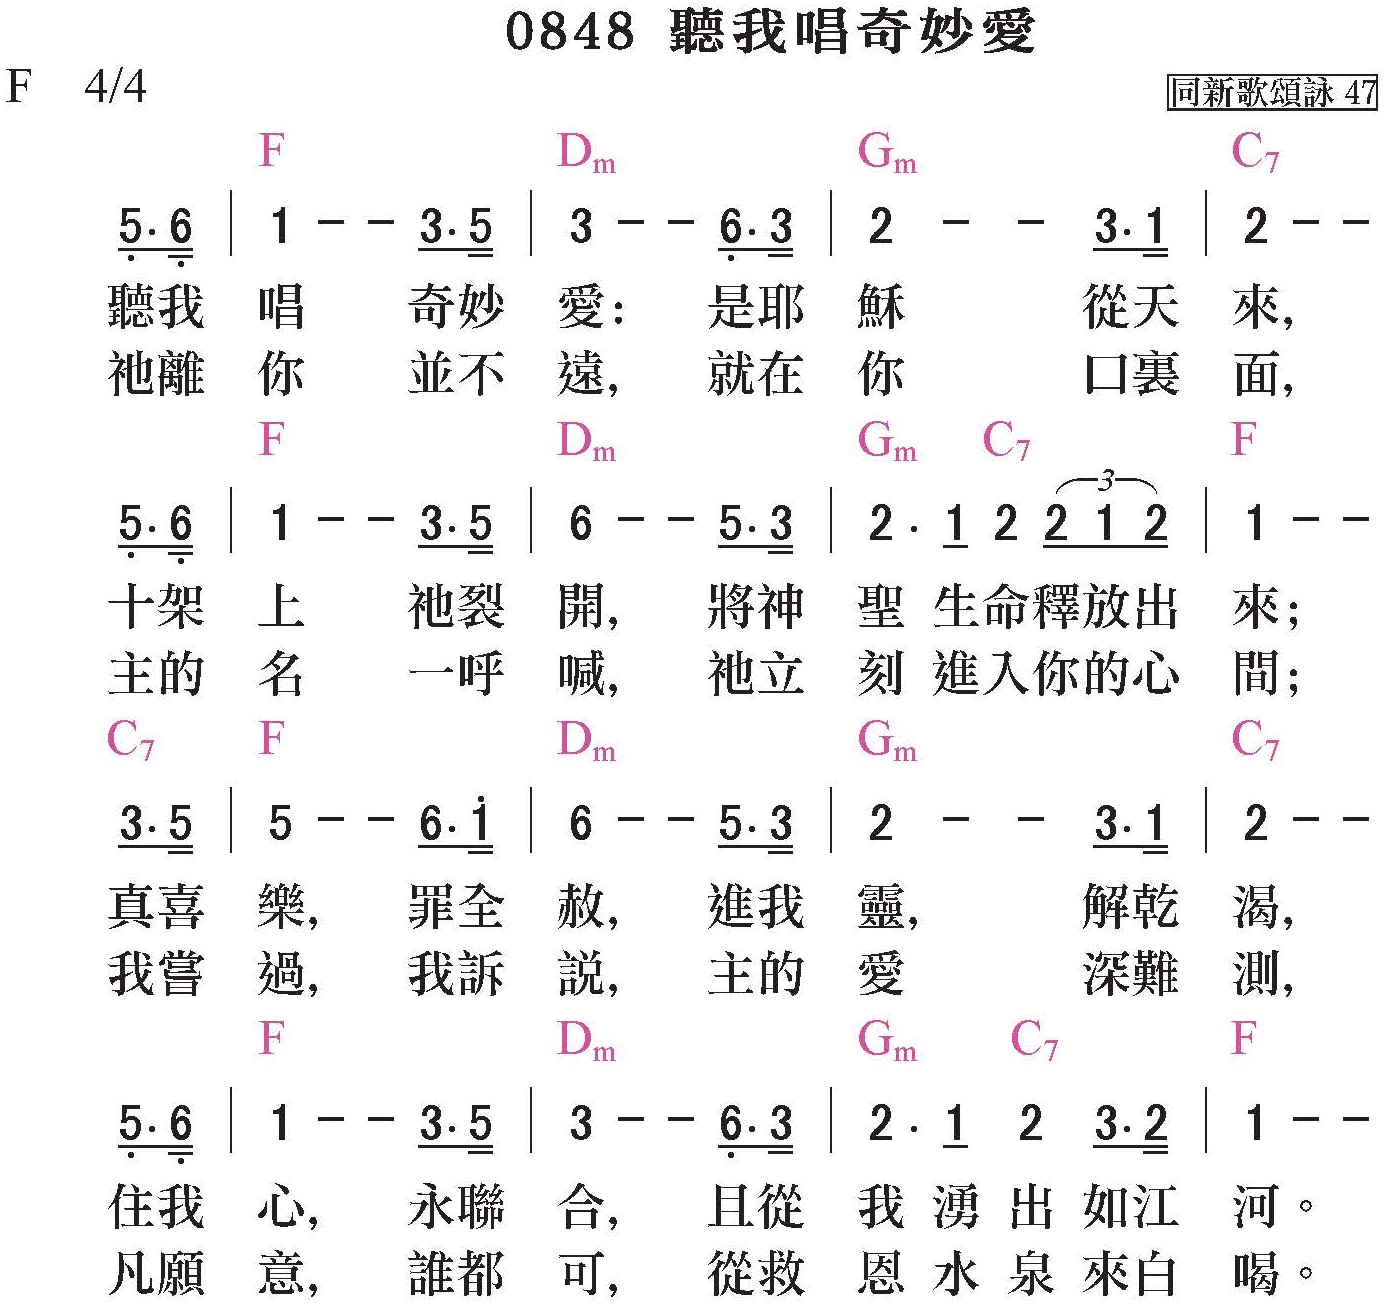 0848 聽我唱奇妙愛
F 4/4
同新歌頌詠 47
F Dm Gm C7
5. 6 | 1 - - 3. 5 | 3 - - 6. 3 | 2 - - 3. 1 | 2 - -
聽我 唱 奇妙 愛: 是耶 穌 從天 來,
祂離 你 並不 遠, 就在 你 口裏 面,
F Dm Gm C7 F
3
5. 6 | 1 - - 3. 5 | 6 - - 5. 3 | 2 . 1 2 2 1 2 | 1 - -
十架 上 祂裂 開, 將神 聖 生命釋放出 來;
主的 名 一呼 喊, 祂立 刻 進入你的心 間;
C7 F Dm Gm C7
3. 5 | 5 - - 6. 1 | 6 - - 5. 3 | 2 - - 3. 1 | 2 - -
真喜 樂, 罪全 赦, 進我 靈, 解乾 渴,
我嘗 過, 我訴 説, 主的 愛 深難 測,
F Dm Gm C7 F
5. 6 | 1 - - 3. 5 | 3 - - 6. 3 | 2 . 1 2 3. 2 | 1 - -
住我 心, 永聯 合, 且從 我 湧 出 如江 河。
凡願 意, 誰都 可, 從救 恩 水 泉 來白 喝。